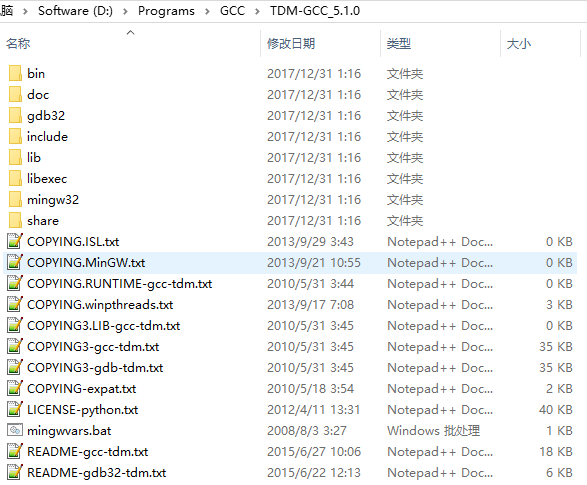 脑 > Software (D:) > Programs > GCC > TDM-GCC_5.1.0
名称 修改日期 类型 大小
bin 2017/12/31 1:16 文件夹
doc 2017/12/31 1:16 文件夹
gdb32 2017/12/31 1:16 文件夹
include 2017/12/31 1:16 文件夹
lib 2017/12/31 1:16 文件夹
libexec 2017/12/31 1:16 文件夹
mingw32 2017/12/31 1:16 文件夹
share 2017/12/31 1:16 文件夹
COPYING.ISL.txt 2013/9/29 3:43 Notepad++ Doc... 0 KB
COPYING.MinGW.txt 2013/9/21 10:55 Notepad++ Doc... 0 KB
COPYING.RUNTIME-gcc-tdm.txt 2010/5/31 3:44 Notepad++ Doc... 0 KB
COPYING.winpthreads.txt 2013/9/17 7:08 Notepad++ Doc... 3 KB
COPYING3.LIB-gcc-tdm.txt 2010/5/31 3:45 Notepad++ Doc... 0 KB
COPYING3-gcc-tdm.txt 2010/5/31 3:45 Notepad++ Doc... 35 KB
COPYING3-gdb-tdm.txt 2010/5/31 3:45 Notepad++ Doc... 35 KB
COPYING-expat.txt 2010/5/18 3:54 Notepad++ Doc... 2 KB
LICENSE-python.txt 2012/4/11 13:31 Notepad++ Doc... 40 KB
mingwvars.bat 2008/8/3 3:27 Windows 批处理 1 KB
README-gcc-tdm.txt 2015/6/27 10:06 Notepad++ Doc... 18 KB
README-gdb32-tdm.txt 2015/6/22 12:13 Notepad++ Doc... 6 KB